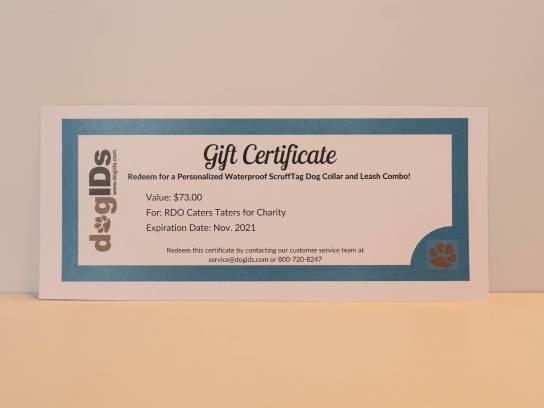 dogIDs
www.dogids.com
Gift Certificate
Redeem for a Personalized Waterproof ScruffTag Dog Collar and Leash Combo!
Value: $73.00
For: RDO Caters Taters for Charity
Expiration Date: Nov. 2021
Redeem this certificate by contacting our customer service team at
service@dogids.com or 800-720-8247